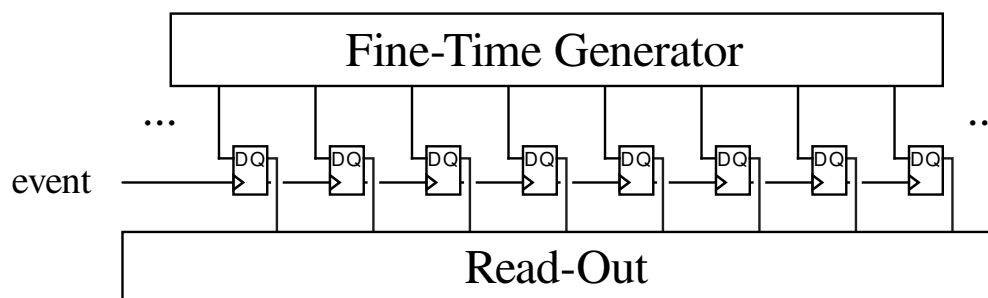 Fine-Time Generator
... ..
DQ DQ DQ DQ DQ DQ DQ DQ
event
Read-Out